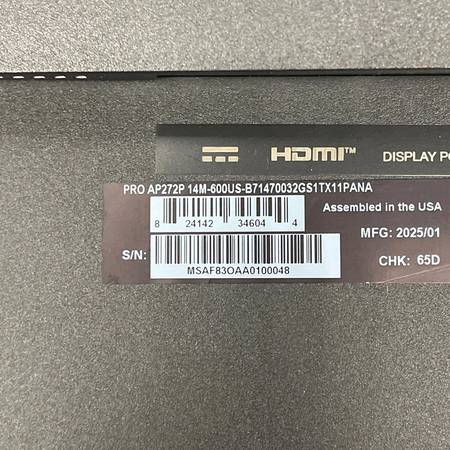 HDMI™ DISPLAY
PRO AP272P 14M-600US-B71470032GS1TX11PANA
8 24142 34604 4
Assembled in the USA
MFG: 2025/01
S/N:
MSAF83OAA0100048
CHK: 65D